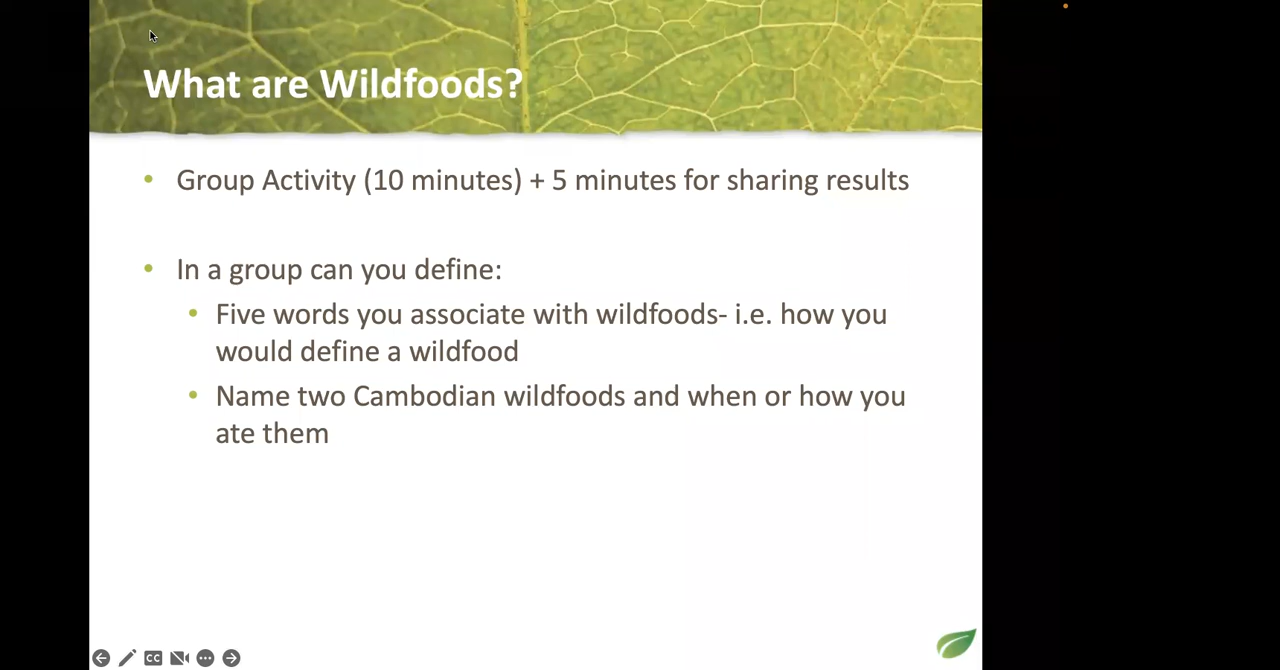 What are Wildfoods?
• Group Activity (10 minutes) + 5 minutes for sharing results
• In a group can you define:
• Five words you associate with wildfoods- i.e. how you
would define a wildfood
• Name two Cambodian wildfoods and when or how you
ate them
CC